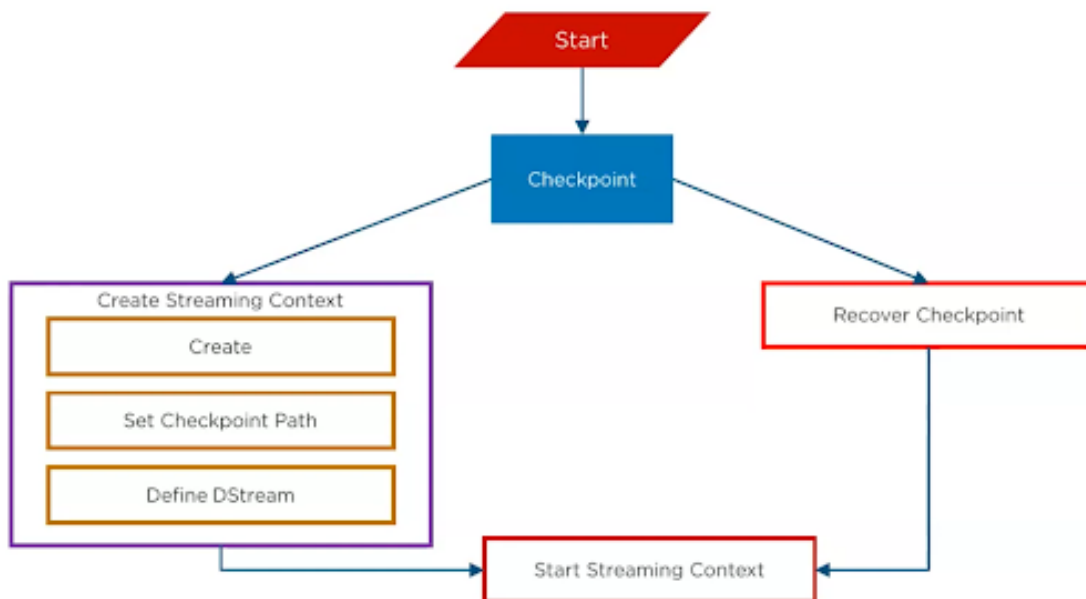 Start
Checkpoint
Create Streaming Context
Create
Set Checkpoint Path
Define DStream
Recover Checkpoint
Start Streaming Context